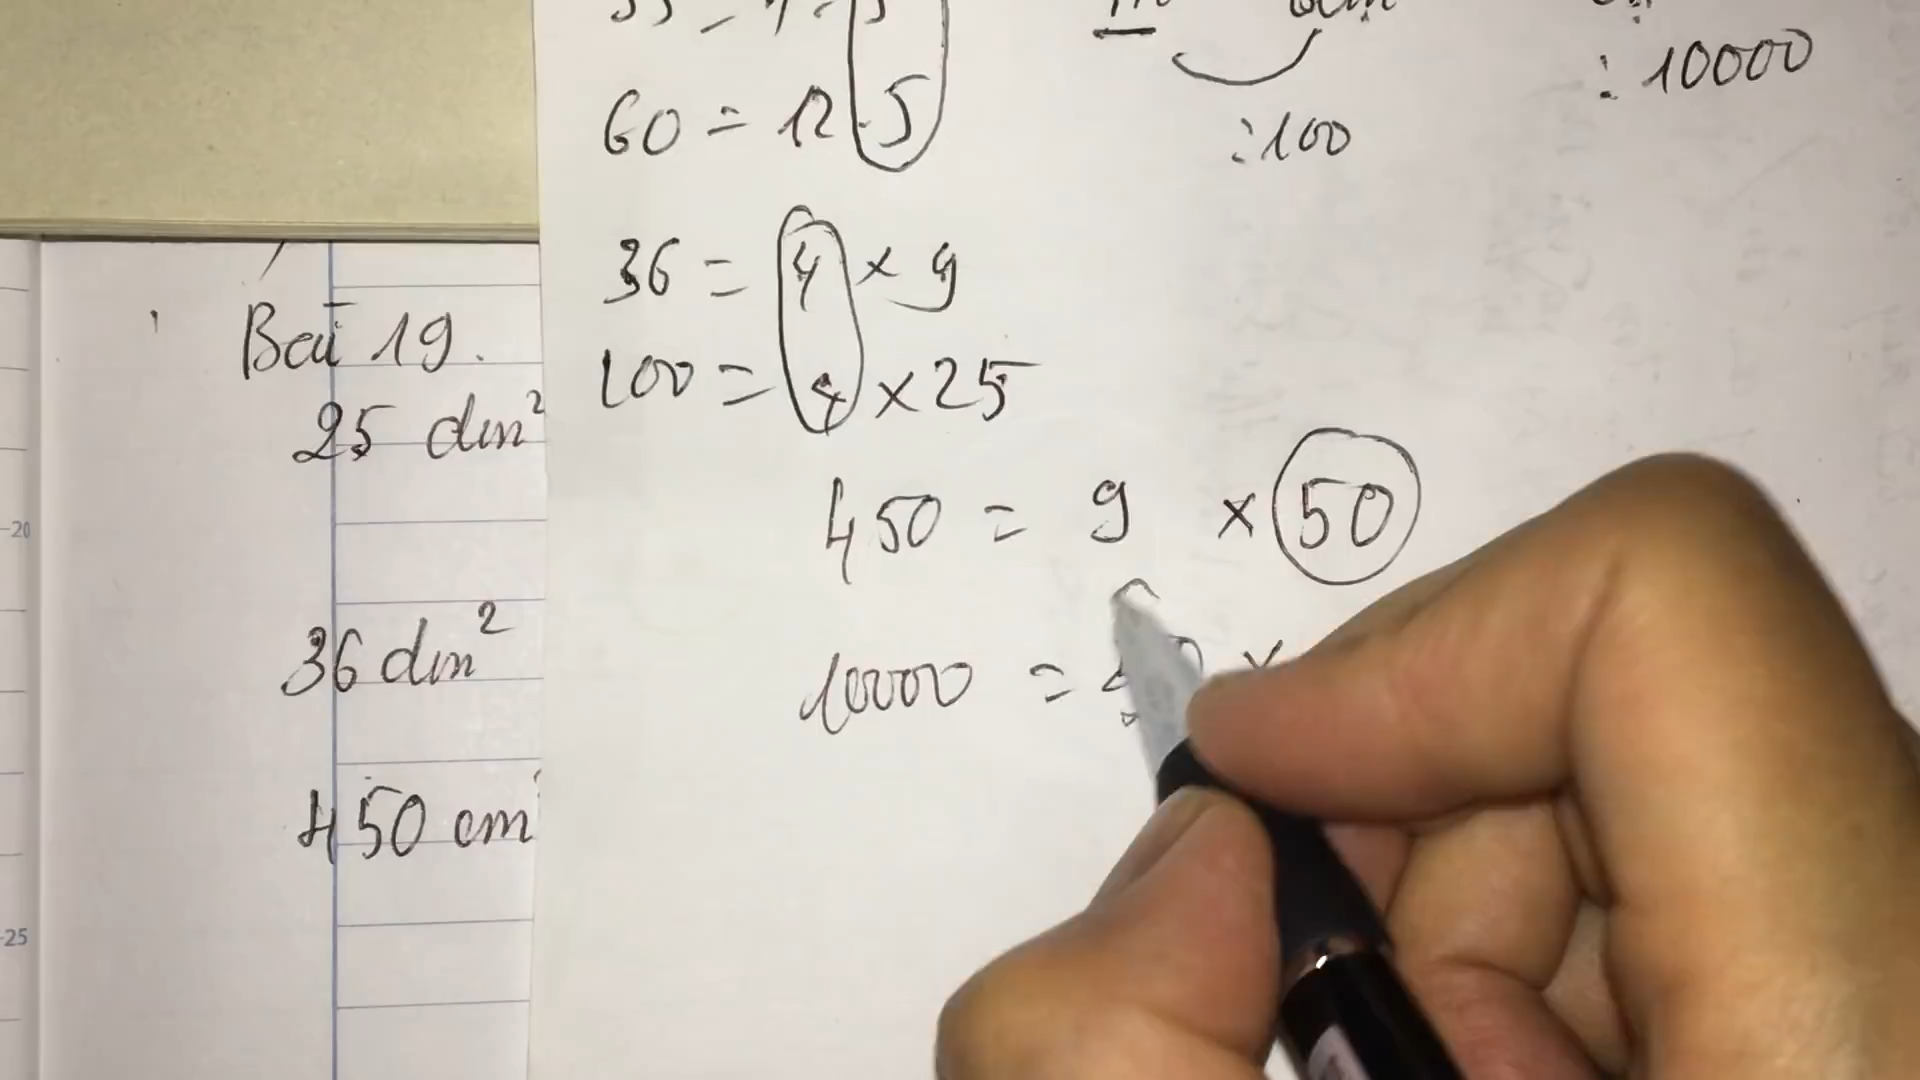 60 = 12 . 5
: 10000
: 100
36 = 4 × 9
100 = 4 × 25
450 = 9 × 50
10000 =
Bài 19.
25 dm²
36 dm²
450 cm
20
25